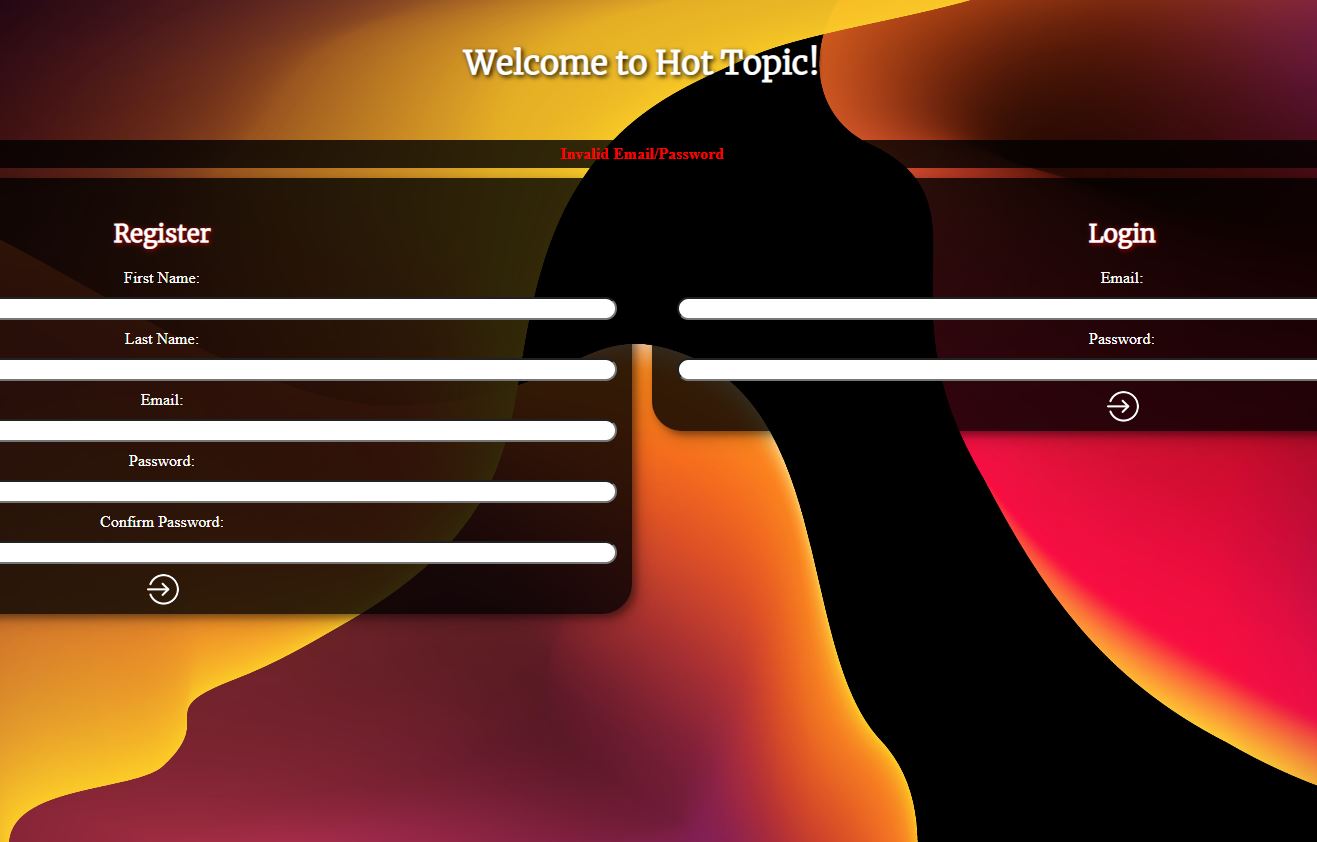 Welcome to Hot Topic!
Invalid Email/Password
Register
First Name:
Last Name:
Email:
Password:
Confirm Password:
Login
Email:
Password: